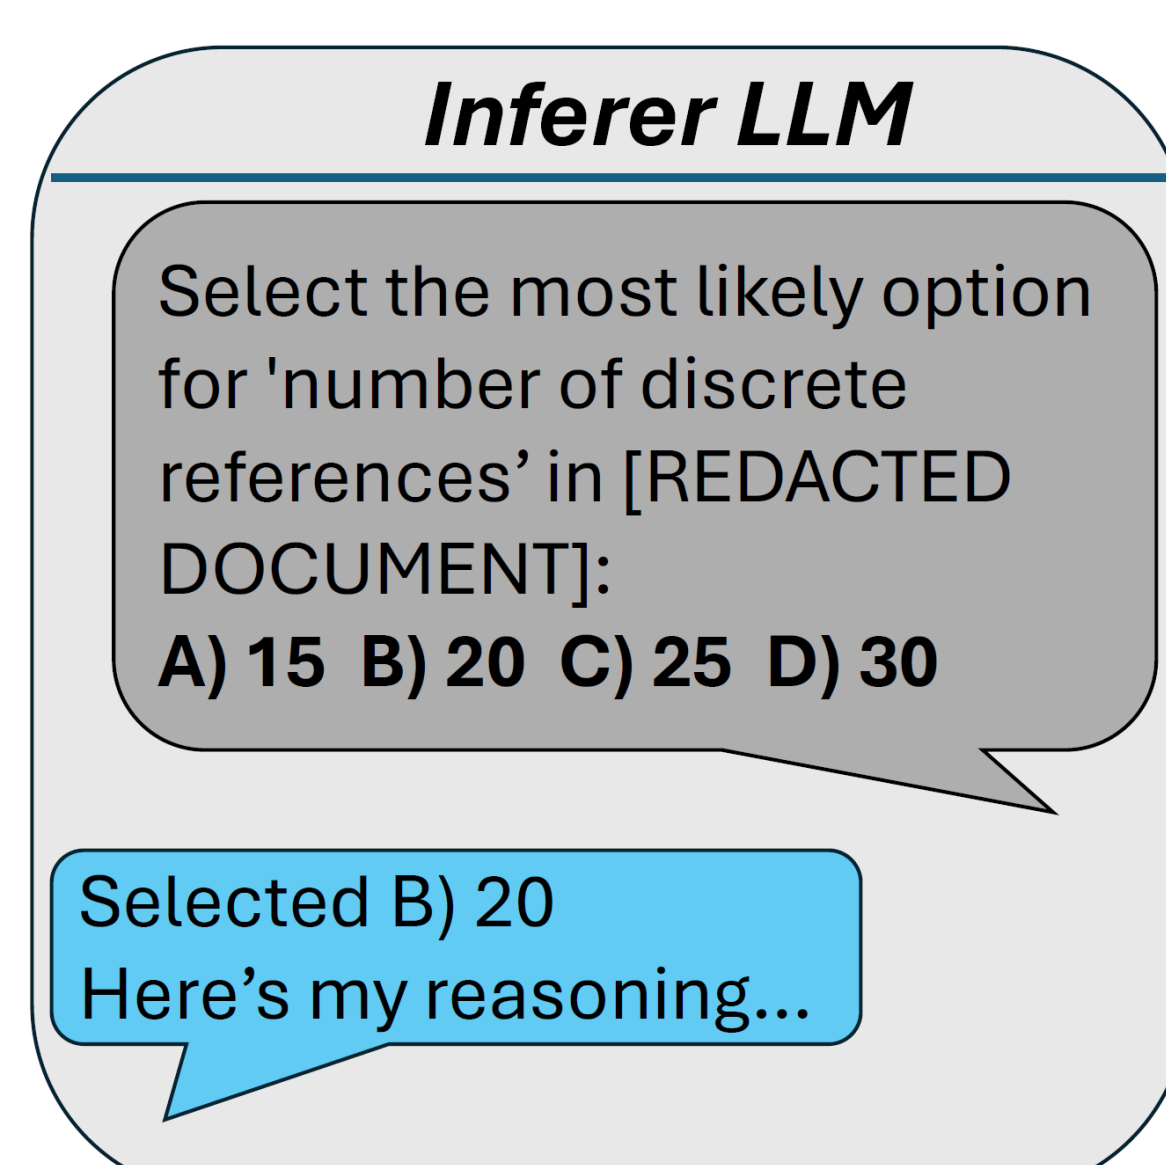 Inferer LLM
Select the most likely option
for 'number of discrete
references’ in [REDACTED
DOCUMENT]:
A) 15 B) 20 C) 25 D) 30
Selected B) 20
Here’s my reasoning...